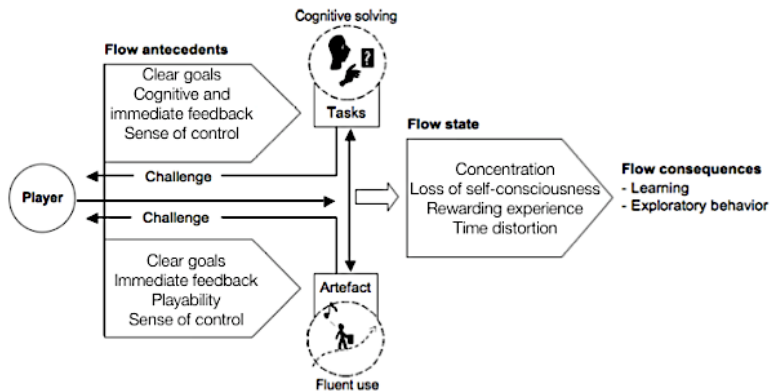 Cognitive solving
Flow antecedents
Clear goals
Cognitive and
immediate feedback
Sense of control
?
Tasks
Challenge
Player
Challenge
Clear goals
Immediate feedback
Playability
Sense of control
Artefact
Fluent use
Flow state
Concentration
Loss of self-consciousness
Rewarding experience
Time distortion
Flow consequences
- Learning
- Exploratory behavior